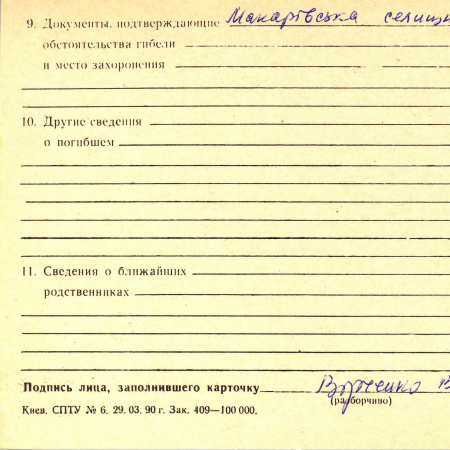 9. Документы, подтверждающие Макарівська
обстоятельства гибели
и место захоронения
10. Другие сведения
о погибшем
11. Сведения о ближайших
родственниках
Подпись лица, заполнившего карточку
(разборчиво)
Киев. СПТУ № 6. 29. 03. 90 г. Зак. 409—100 000.